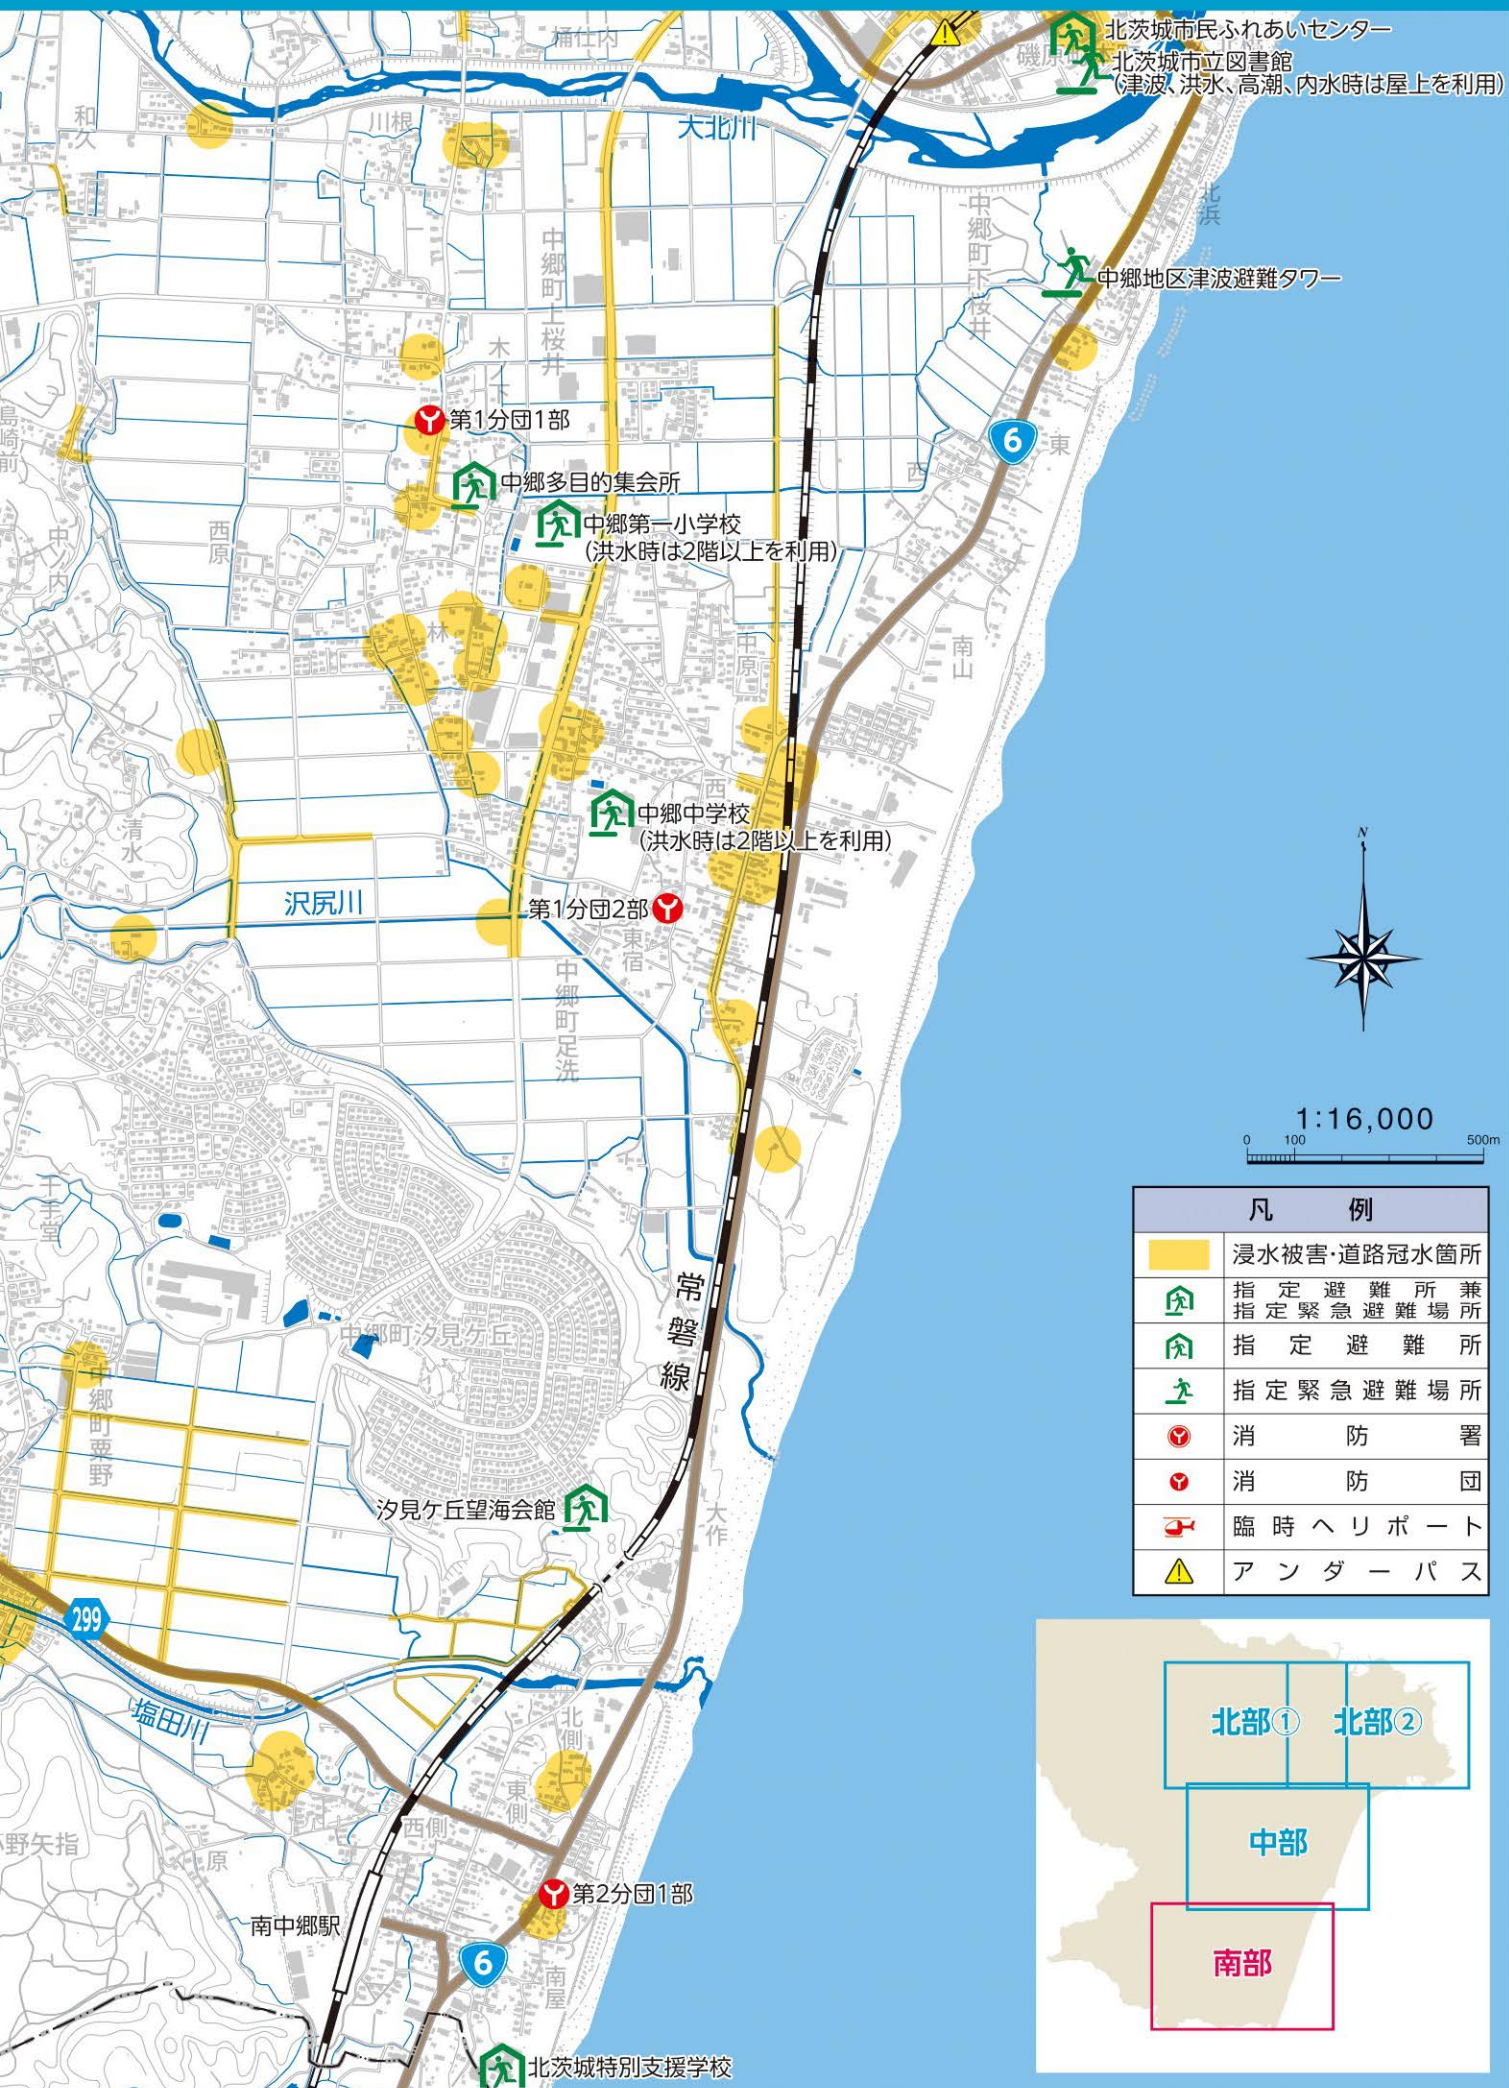 桶仕内
磯原
北茨城市民ふれあいセンター
北茨城市立図書館
(津波、洪水、高潮、内水時は屋上を利用)
和久
川根
大北川
北浜
中郷町下桜井
中郷町上桜井
中郷地区津波避難タワー
木ノ下
島崎前
第1分団1部
6
東
西
中郷多目的集会所
中郷第一小学校
(洪水時は2階以上を利用)
西原
中ノ内
林
中原
南山
西
清水
中郷中学校
(洪水時は2階以上を利用)
沢尻川
第1分団2部
東宿
中郷町足洗
N
1:16,000
0 100 500m
千手堂
常磐線
中郷町汐見ケ丘
中郷町粟野
汐見ケ丘望海会館
大作
299
塩田川
北側
東側
西側
野矢指
原
第2分団1部
南中郷駅
6
南屋
北茨城特別支援学校
凡例
浸水被害・道路冠水箇所
指定避難所兼
指定緊急避難場所
指定避難所
指定緊急避難場所
消防署
消防団
臨時ヘリポート
アンダーパス
北部①
北部②
中部
南部